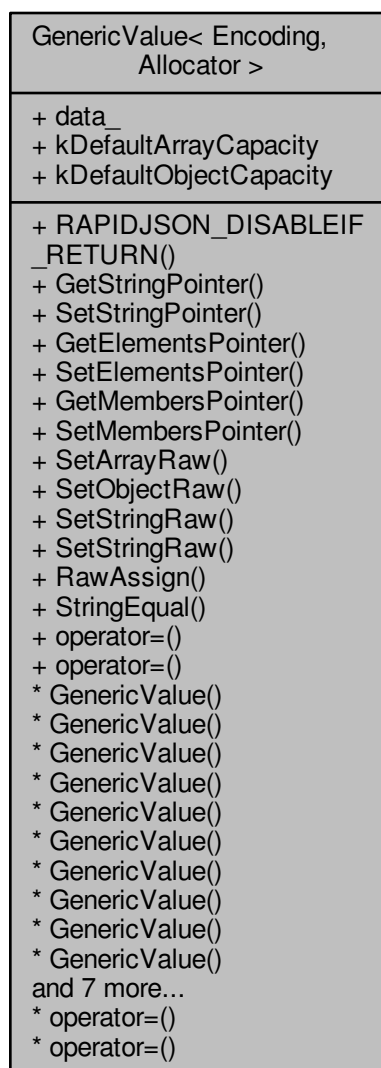 GenericValue< Encoding,
Allocator >
+ data_
+ kDefaultArrayCapacity
+ kDefaultObjectCapacity
+ RAPIDJSON_DISABLEIF
_RETURN()
+ GetStringPointer()
+ SetStringPointer()
+ GetElementsPointer()
+ SetElementsPointer()
+ GetMembersPointer()
+ SetMembersPointer()
+ SetArrayRaw()
+ SetObjectRaw()
+ SetStringRaw()
+ SetStringRaw()
+ RawAssign()
+ StringEqual()
+ operator=()
+ operator=()
* GenericValue()
* GenericValue()
* GenericValue()
* GenericValue()
* GenericValue()
* GenericValue()
* GenericValue()
* GenericValue()
* GenericValue()
* GenericValue()
and 7 more...
* operator=()
* operator=()